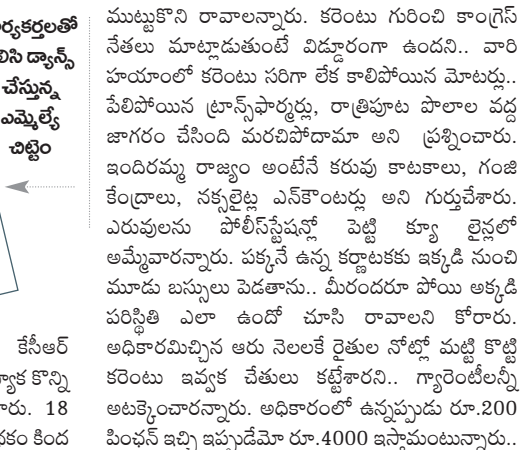 ర్యకర్తలతో
లిసి డ్యాన్స్
చేస్తున్న
ఎమ్మెల్యే
చిట్టెం
కేసీఆర్
్యాక కొన్ని
రు. 18
కం కింద
ముట్టుకొని రావాలన్నారు. కరెంటు గురించి కాంగ్రెస్
నేతలు మాట్లాడుతుంటే విడ్డూరంగా ఉందని.. వారి
హయాంలో కరెంటు సరిగా లేక కాలిపోయిన మోటర్లు..
పేలిపోయిన ట్రాన్స్‌ఫార్మర్లు, రాత్రిపూట పొలాల వద్ద
జాగరం చేసింది మరచిపోదామా అని ప్రశ్నించారు.
ఇందిరమ్మ రాజ్యం అంటేనే కరువు కాటకాలు, గంజి
కేంద్రాలు, నక్సలైట్ల ఎన్‌కౌంటర్లు అని గుర్తుచేశారు.
ఎరువులను పోలీస్‌స్టేషన్లో పెట్టి క్యూ లైన్లలో
అమ్మేవారన్నారు. పక్కనే ఉన్న కర్ణాటకకు ఇక్కడి నుంచి
మూడు బస్సులు పెడతాను.. మీరందరూ పోయి అక్కడి
పరిస్థితి ఎలా ఉందో చూసి రావాలని కోరారు.
అధికారమిచ్చిన ఆరు నెలలకే రైతుల నోట్లో మట్టి కొట్టి
కరెంటు ఇవ్వక చేతులు కట్టేశారని.. గ్యారెంటీలన్నీ
అటకెక్కించారన్నారు. అధికారంలో ఉన్నప్పుడు రూ.200
పింఛన్ ఇచ్చి ఇప్పుడేమో రూ.4000 ఇస్తామంటున్నారు..